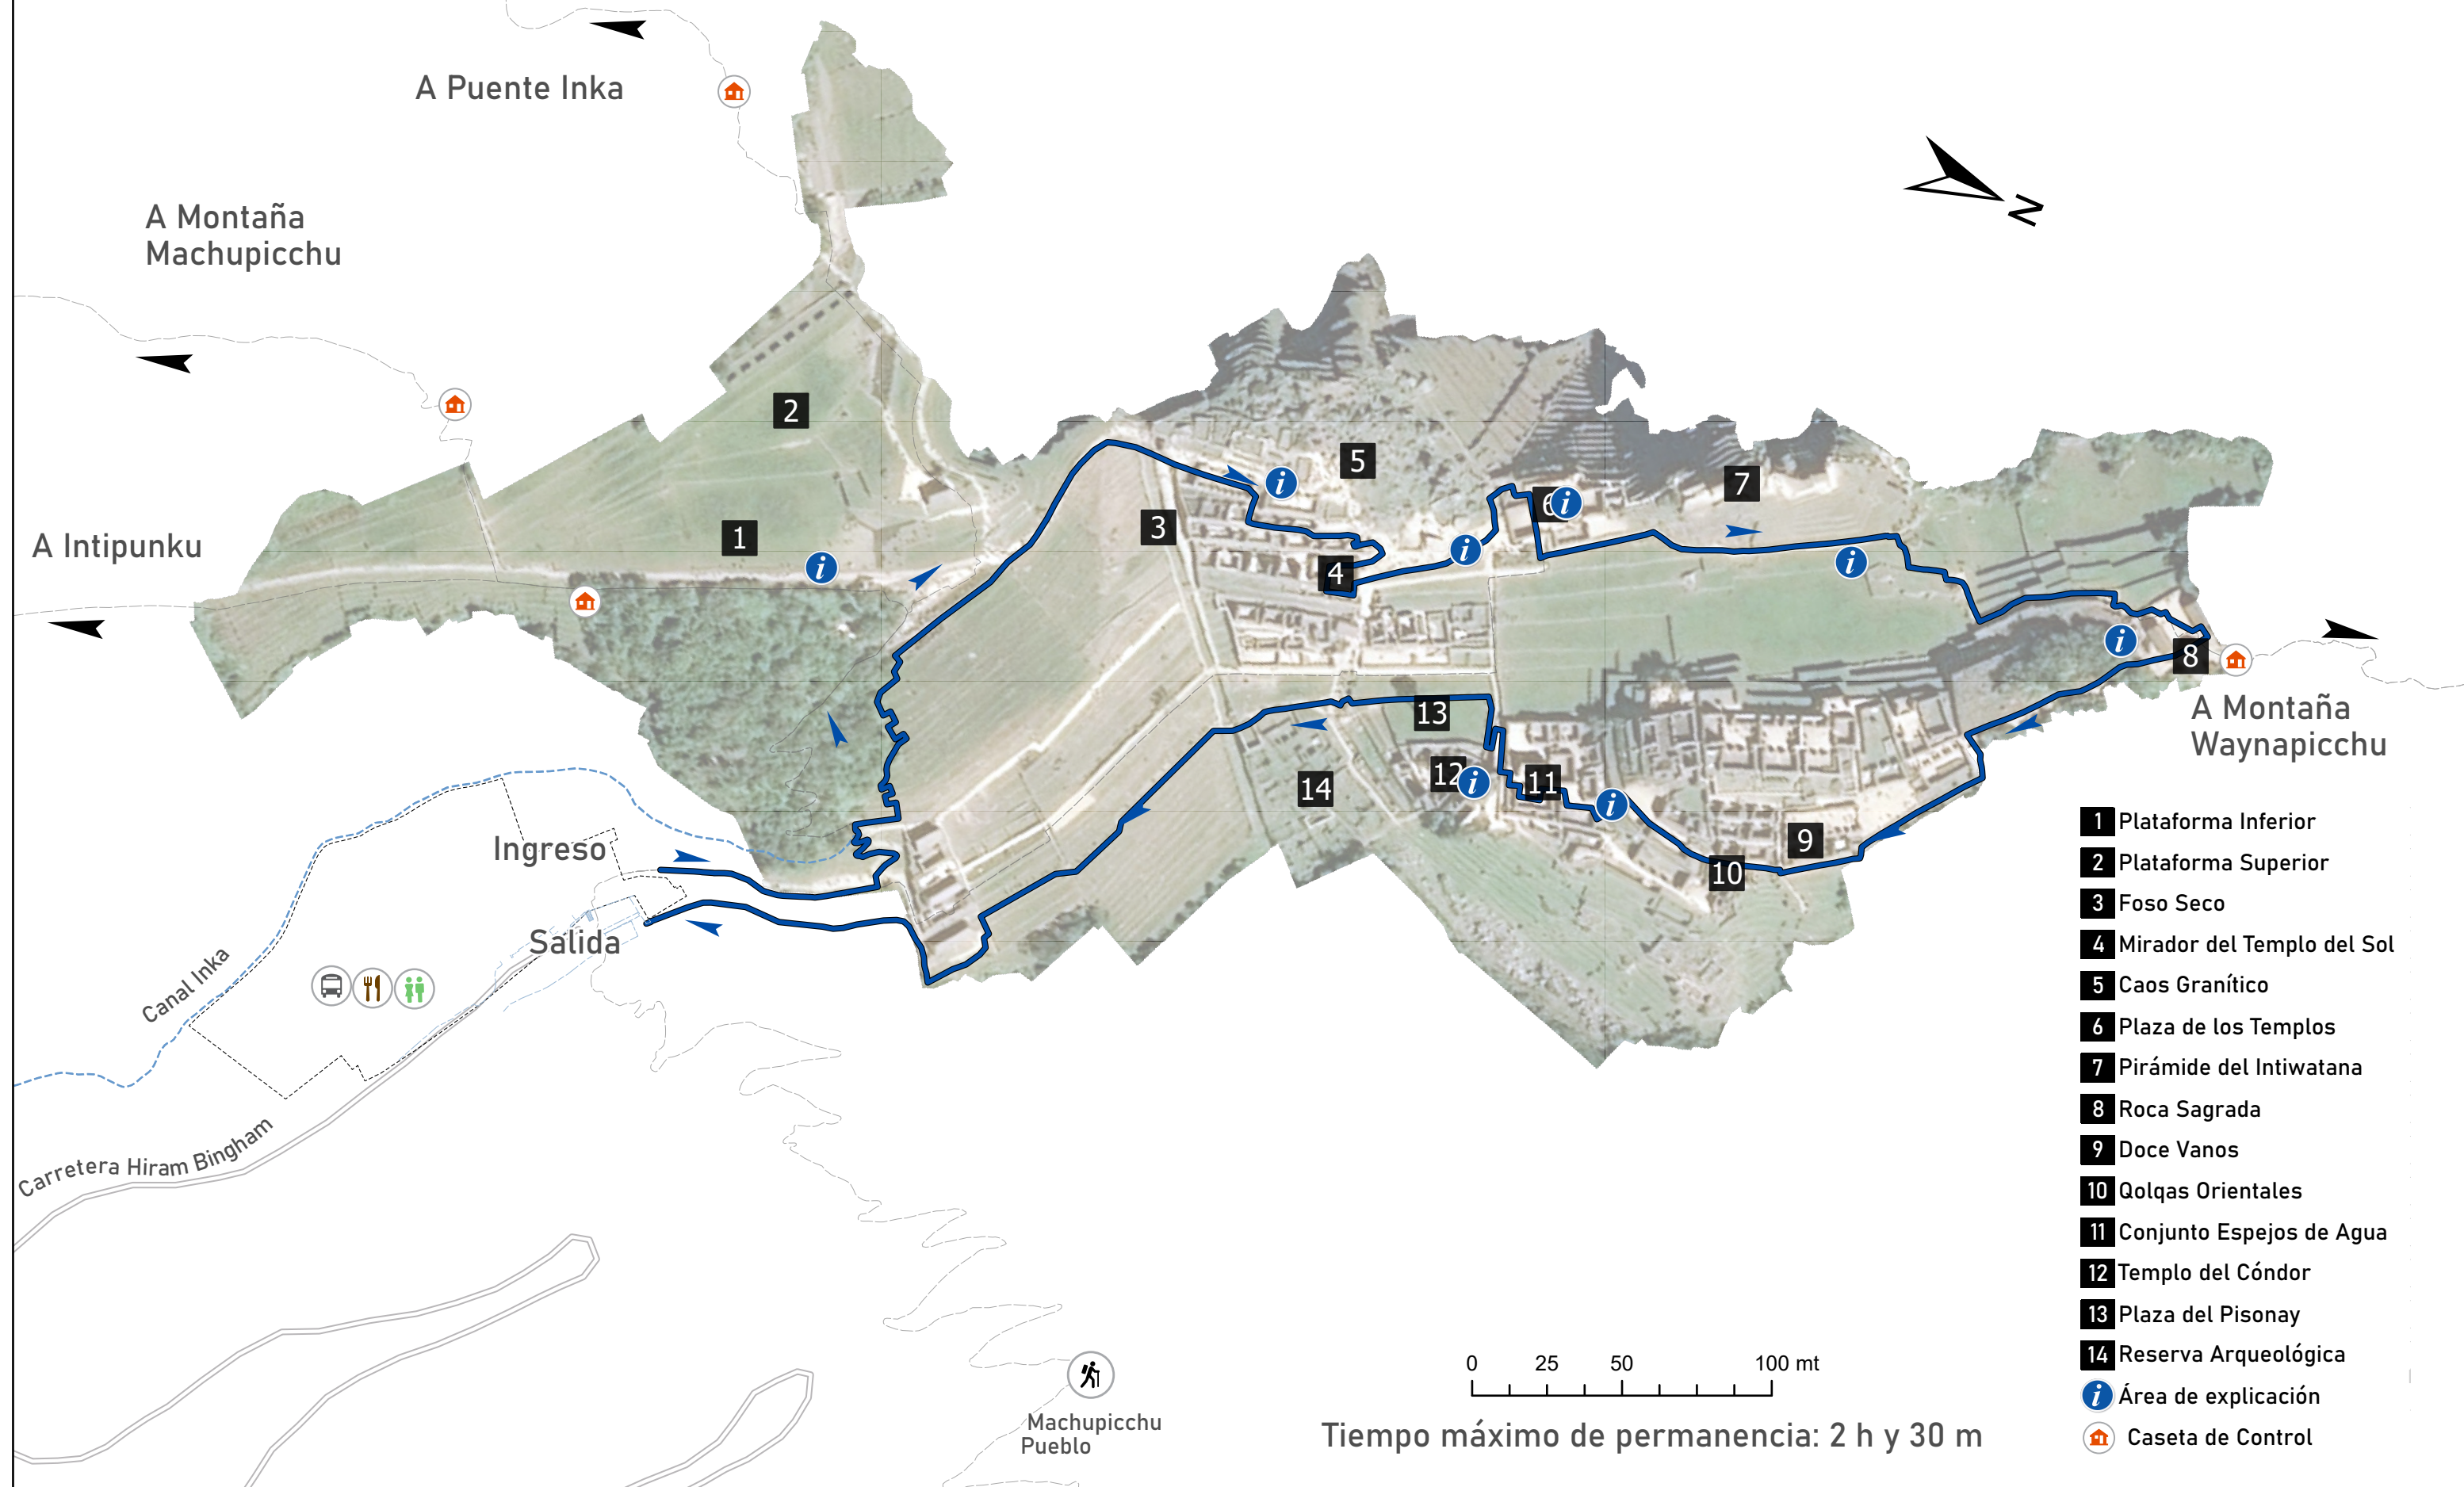 A Puente Inka
A Montaña
Machupicchu
N
A Intipunku
1
2
3
4
5
6
7
8
9
10
11
12
13
14
i
i
i
i
i
i
i
i
i
A Montaña
Waynapicchu
Ingreso
Salida
Canal Inka
Carretera Hiram Bingham
Machupicchu
Pueblo
0 25 50 100 mt
Tiempo máximo de permanencia: 2 h y 30 m
1 Plataforma Inferior
2 Plataforma Superior
3 Foso Seco
4 Mirador del Templo del Sol
5 Caos Granítico
6 Plaza de los Templos
7 Pirámide del Intiwatana
8 Roca Sagrada
9 Doce Vanos
10 Qolqas Orientales
11 Conjunto Espejos de Agua
12 Templo del Cóndor
13 Plaza del Pisonay
14 Reserva Arqueológica
i Área de explicación
Caseta de Control